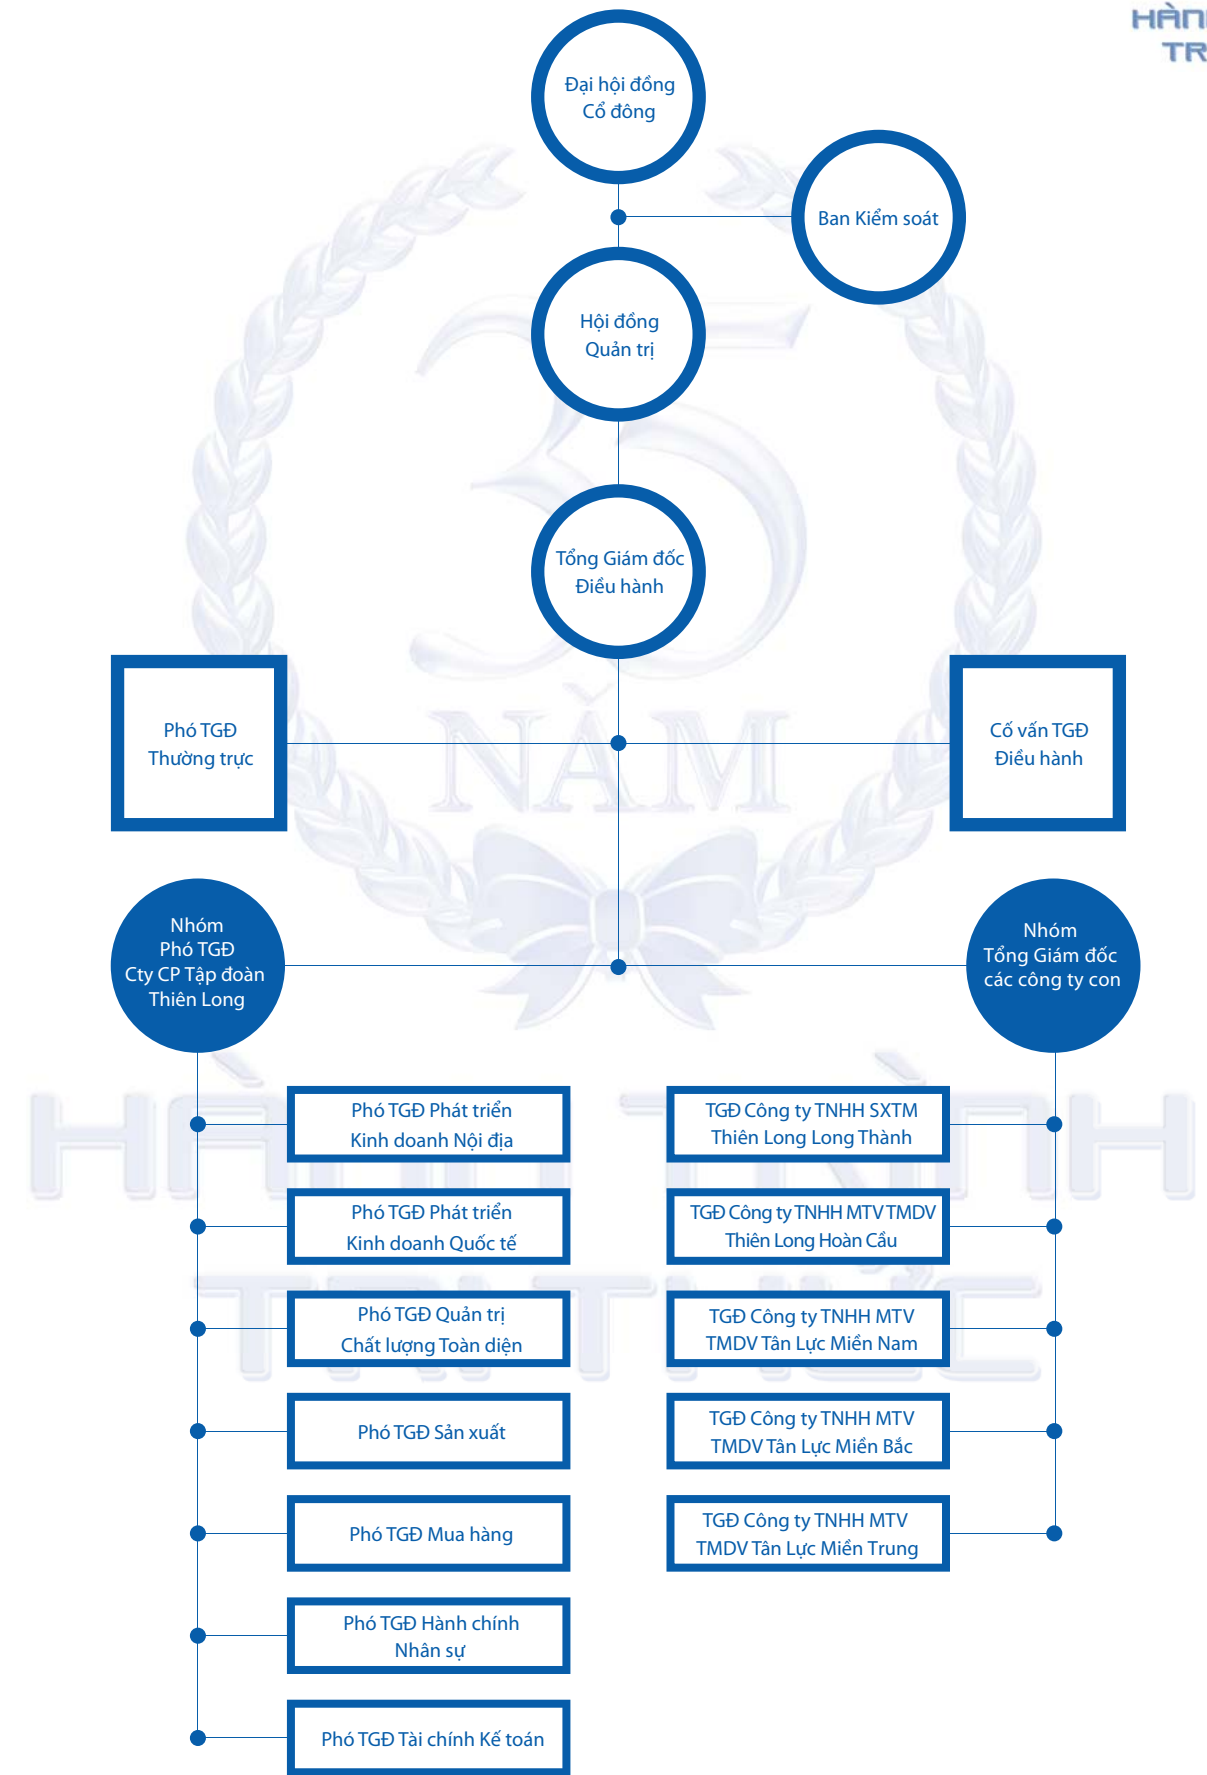 HÀN
TR
Đại hội đồng
Cổ đông
Ban Kiểm soát
Hội đồng
Quản trị
Tổng Giám đốc
Điều hành
Phó TGĐ
Thường trực
Cố vấn TGĐ
Điều hành
35
NĂM
Nhóm
Phó TGĐ
Cty CP Tập đoàn
Thiên Long
Nhóm
Tổng Giám đốc
các công ty con
HÀNH TRÌNH
TRI THỨC
Phó TGĐ Phát triển
Kinh doanh Nội địa
Phó TGĐ Phát triển
Kinh doanh Quốc tế
Phó TGĐ Quản trị
Chất lượng Toàn diện
Phó TGĐ Sản xuất
Phó TGĐ Mua hàng
Phó TGĐ Hành chính
Nhân sự
Phó TGĐ Tài chính Kế toán
TGĐ Công ty TNHH SXTM
Thiên Long Long Thành
TGĐ Công ty TNHH MTV TMDV
Thiên Long Hoàn Cầu
TGĐ Công ty TNHH MTV
TMDV Tân Lực Miền Nam
TGĐ Công ty TNHH MTV
TMDV Tân Lực Miền Bắc
TGĐ Công ty TNHH MTV
TMDV Tân Lực Miền Trung